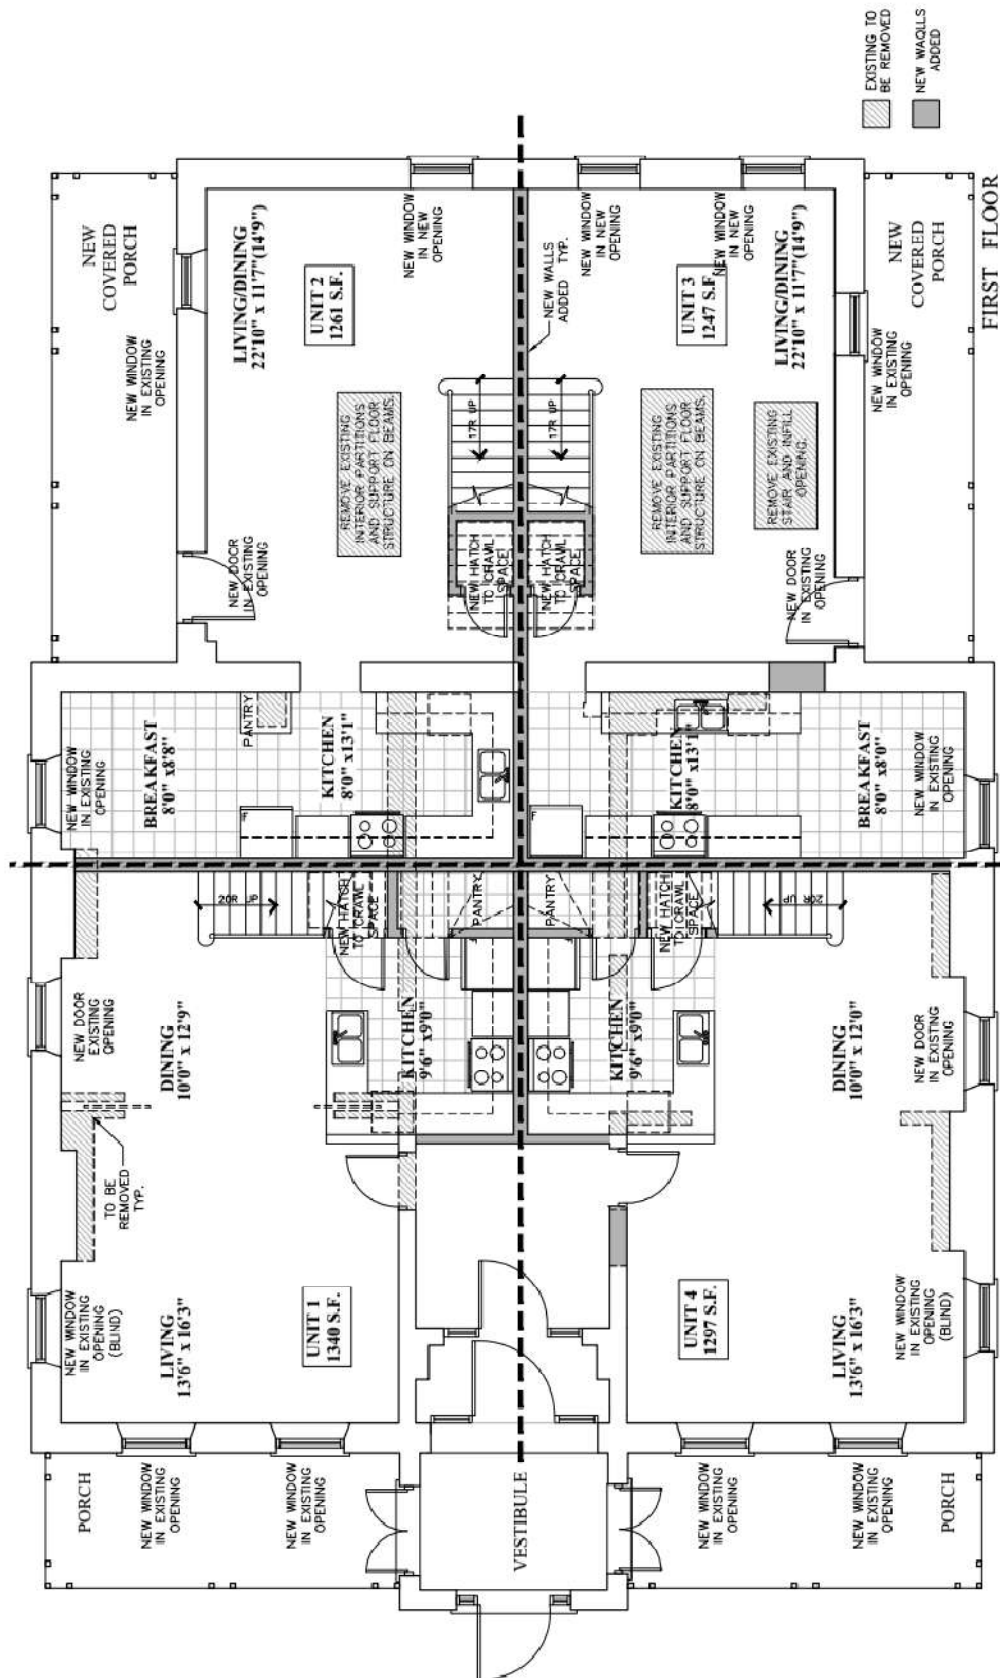 EXISTING TO
BE REMOVED
NEW WAQLLS
ADDED
FIRST FLOOR
NEW
COVERED
PORCH
NEW WINDOW
IN EXISTING
OPENING
LIVING/DINING
22'10" x 11'7"(14'9")
UNIT 2
1261 S.F.
NEW WINDOW
IN NEW
OPENING
NEW WALLS
ADDED TYP.
NEW WINDOW
IN NEW
OPENING
UNIT 3
1247 S.F.
NEW WINDOW
IN NEW
OPENING
LIVING/DINING
22'10" x 11'7"(14'9")
NEW WINDOW
IN EXISTING
OPENING
NEW
COVERED
PORCH
REMOVE EXISTING
INTERIOR PARTITIONS
AND SUPPORT FLOOR
STRUCTURE ON BEAMS.
17R UP
17R UP
REMOVE EXISTING
INTERIOR PARTITIONS
AND SUPPORT FLOOR
STRUCTURE ON BEAMS.
REMOVE EXISTING
STAIR AND INFILL
OPENING.
NEW DOOR
IN EXISTING
OPENING
NEW HATCH
TO CRAWL
SPACE
NEW HATCH
TO CRAWL
SPACE
NEW DOOR
IN EXISTING
OPENING
NEW WINDOW
IN EXISTING
OPENING
BREAKFAST
8'0" x8'8"
PANTRY
KITCHEN
8'0" x13'1"
F
F
KITCHEN
8'0" x13'1"
BREAKFAST
8'0" x8'0"
NEW WINDOW
IN EXISTING
OPENING
20R UP
NEW HATCH
TO CRAWL
SPACE
PANTRY
PANTRY
NEW HATCH
TO CRAWL
SPACE
20R UP
NEW DOOR
EXISTING
OPENING
DINING
10'0" x 12'9"
KITCHEN
9'6" x9'0"
KITCHEN
9'6" x9'0"
DINING
10'0" x 12'0"
NEW DOOR
IN EXISTING
OPENING
TO BE
REMOVED
TYP.
NEW WINDOW
IN EXISTING
OPENING
(BLIND)
LIVING
13'6" x 16'3"
UNIT 1
1340 S.F.
UNIT 4
1297 S.F.
LIVING
13'6" x 16'3"
NEW WINDOW
IN EXISTING
OPENING
(BLIND)
PORCH
NEW WINDOW
IN EXISTING
OPENING
NEW WINDOW
IN EXISTING
OPENING
VESTIBULE
NEW WINDOW
IN EXISTING
OPENING
NEW WINDOW
IN EXISTING
OPENING
PORCH